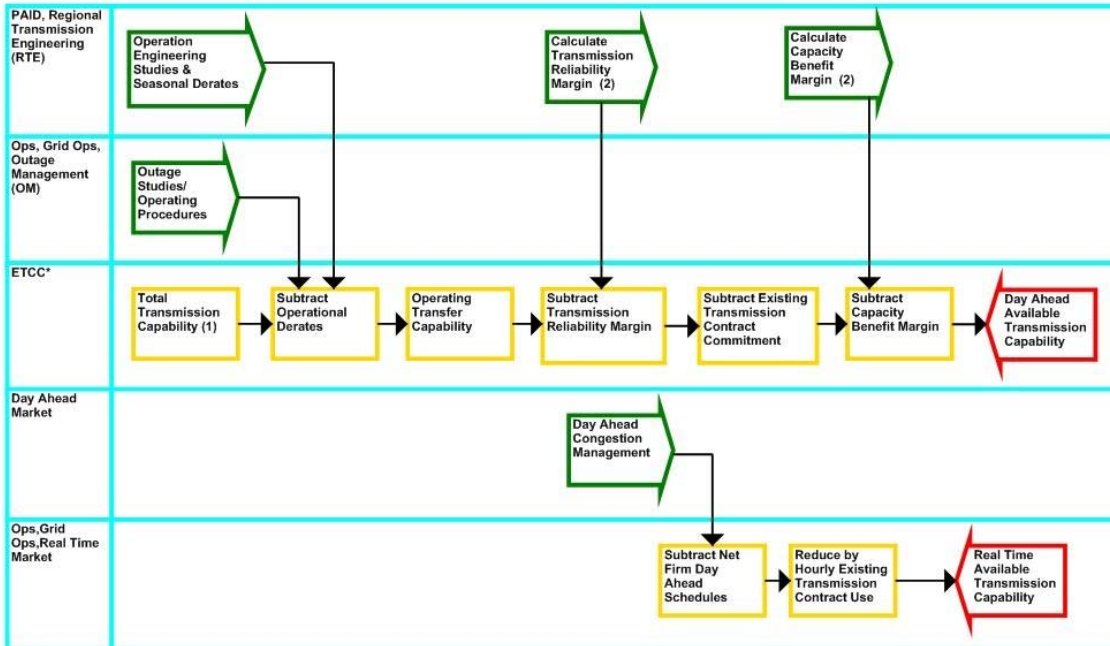 PAID, Regional
Transmission
Engineering
(RTE)
Operation
Engineering
Studies &
Seasonal Derates
Calculate
Transmission
Reliability
Margin (2)
Calculate
Capacity
Benefit
Margin (2)
Ops, Grid Ops,
Outage
Management
(OM)
Outage
Studies/
Operating
Procedures
ETCC*
Total
Transmission
Capability (1)
Subtract
Operational
Derates
Operating
Transfer
Capability
Subtract
Transmission
Reliability Margin
Subtract Existing
Transmission
Contract
Commitment
Subtract
Capacity
Benefit Margin
Day Ahead
Available
Transmission
Capability
Day Ahead
Market
Day Ahead
Congestion
Management
Ops,Grid
Ops,Real Time
Market
Subtract Net
Firm Day
Ahead
Schedules
Reduce by
Hourly Existing
Transmission
Contract Use
Real Time
Available
Transmission
Capability